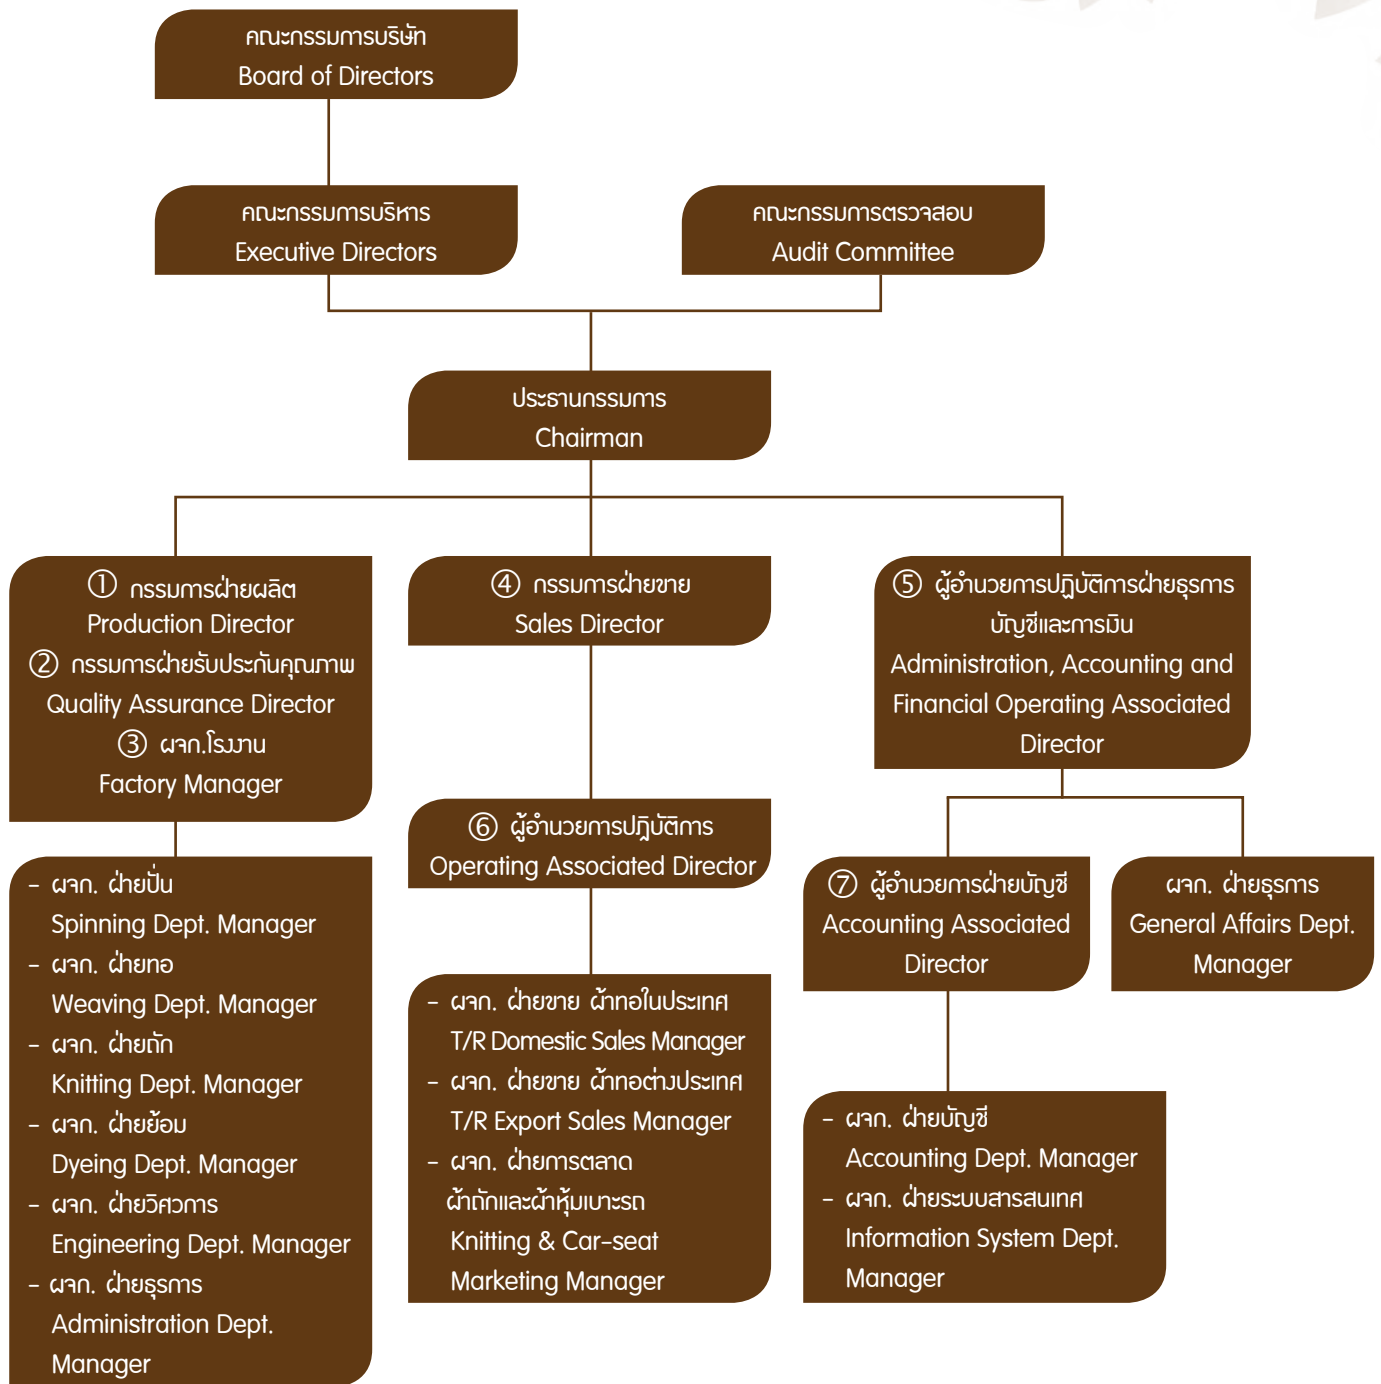 คณะกรรมการบริษัท
Board of Directors
คณะกรรมการบริหาร
Executive Directors
คณะกรรมการตรวจสอบ
Audit Committee
ประธานกรรมการ
Chairman
① กรรมการฝ่ายผลิต
Production Director
② กรรมการฝ่ายรับประกันคุณภาพ
Quality Assurance Director
③ ผจก.โรงงาน
Factory Manager
- ผจก. ฝ่ายปั่น
Spinning Dept. Manager
- ผจก. ฝ่ายทอ
Weaving Dept. Manager
- ผจก. ฝ่ายถัก
Knitting Dept. Manager
- ผจก. ฝ่ายย้อม
Dyeing Dept. Manager
- ผจก. ฝ่ายวิศวการ
Engineering Dept. Manager
- ผจก. ฝ่ายธุรการ
Administration Dept.
Manager
④ กรรมการฝ่ายขาย
Sales Director
⑥ ผู้อำนวยการปฎิบัติการ
Operating Associated Director
- ผจก. ฝ่ายขาย ผ้าทอในประเทศ
T/R Domestic Sales Manager
- ผจก. ฝ่ายขาย ผ้าทอต่างประเทศ
T/R Export Sales Manager
- ผจก. ฝ่ายการตลาด
ผ้าถักและผ้าหุ้มเบาะรถ
Knitting & Car-seat
Marketing Manager
⑤ ผู้อำนวยการปฏิบัติการฝ่ายธุรการ
บัญชีและการเงิน
Administration, Accounting and
Financial Operating Associated
Director
⑦ ผู้อำนวยการฝ่ายบัญชี
Accounting Associated
Director
ผจก. ฝ่ายธุรการ
General Affairs Dept.
Manager
- ผจก. ฝ่ายบัญชี
Accounting Dept. Manager
- ผจก. ฝ่ายระบบสารสนเทศ
Information System Dept.
Manager